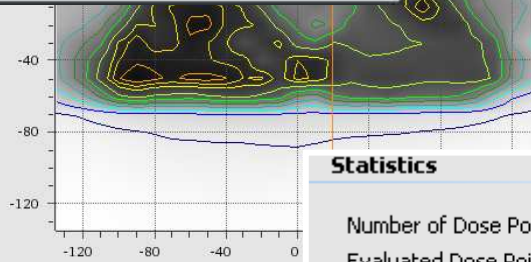 -40
-80
-120
-120 -80 -40 0
Statistics
Number of Dose Po
Evaluated Dose Poi